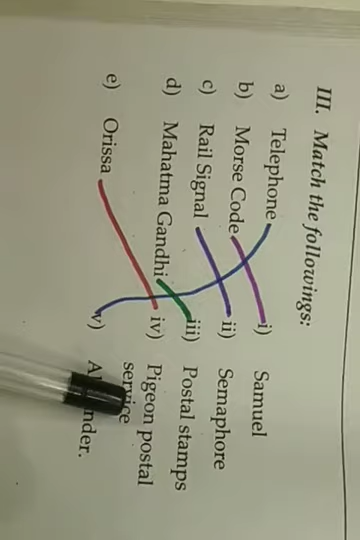 III. Match the followings:
a) Telephone i) Samuel
b) Morse Code ii) Semaphore
c) Rail Signal iii) Postal stamps
d) Mahatma Gandhi iv) Pigeon postal
service
e) Orissa v)